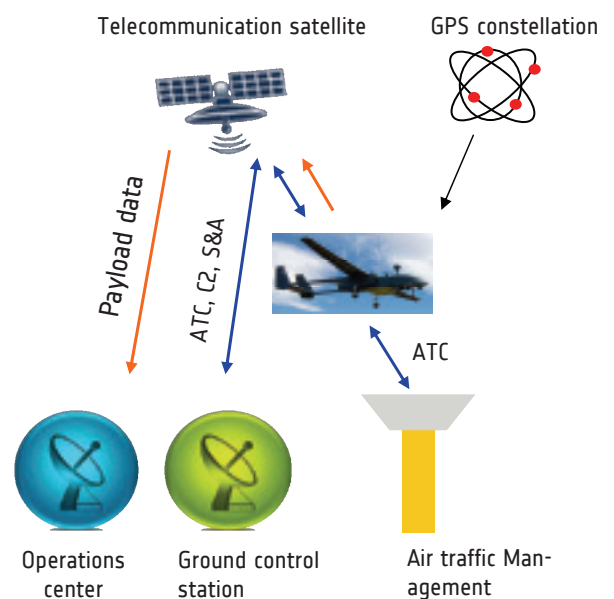 Telecommunication satellite
GPS constellation
Payload data
ATC, C2, S&A
ATC
Operations
center
Ground control
station
Air traffic Man-
agement